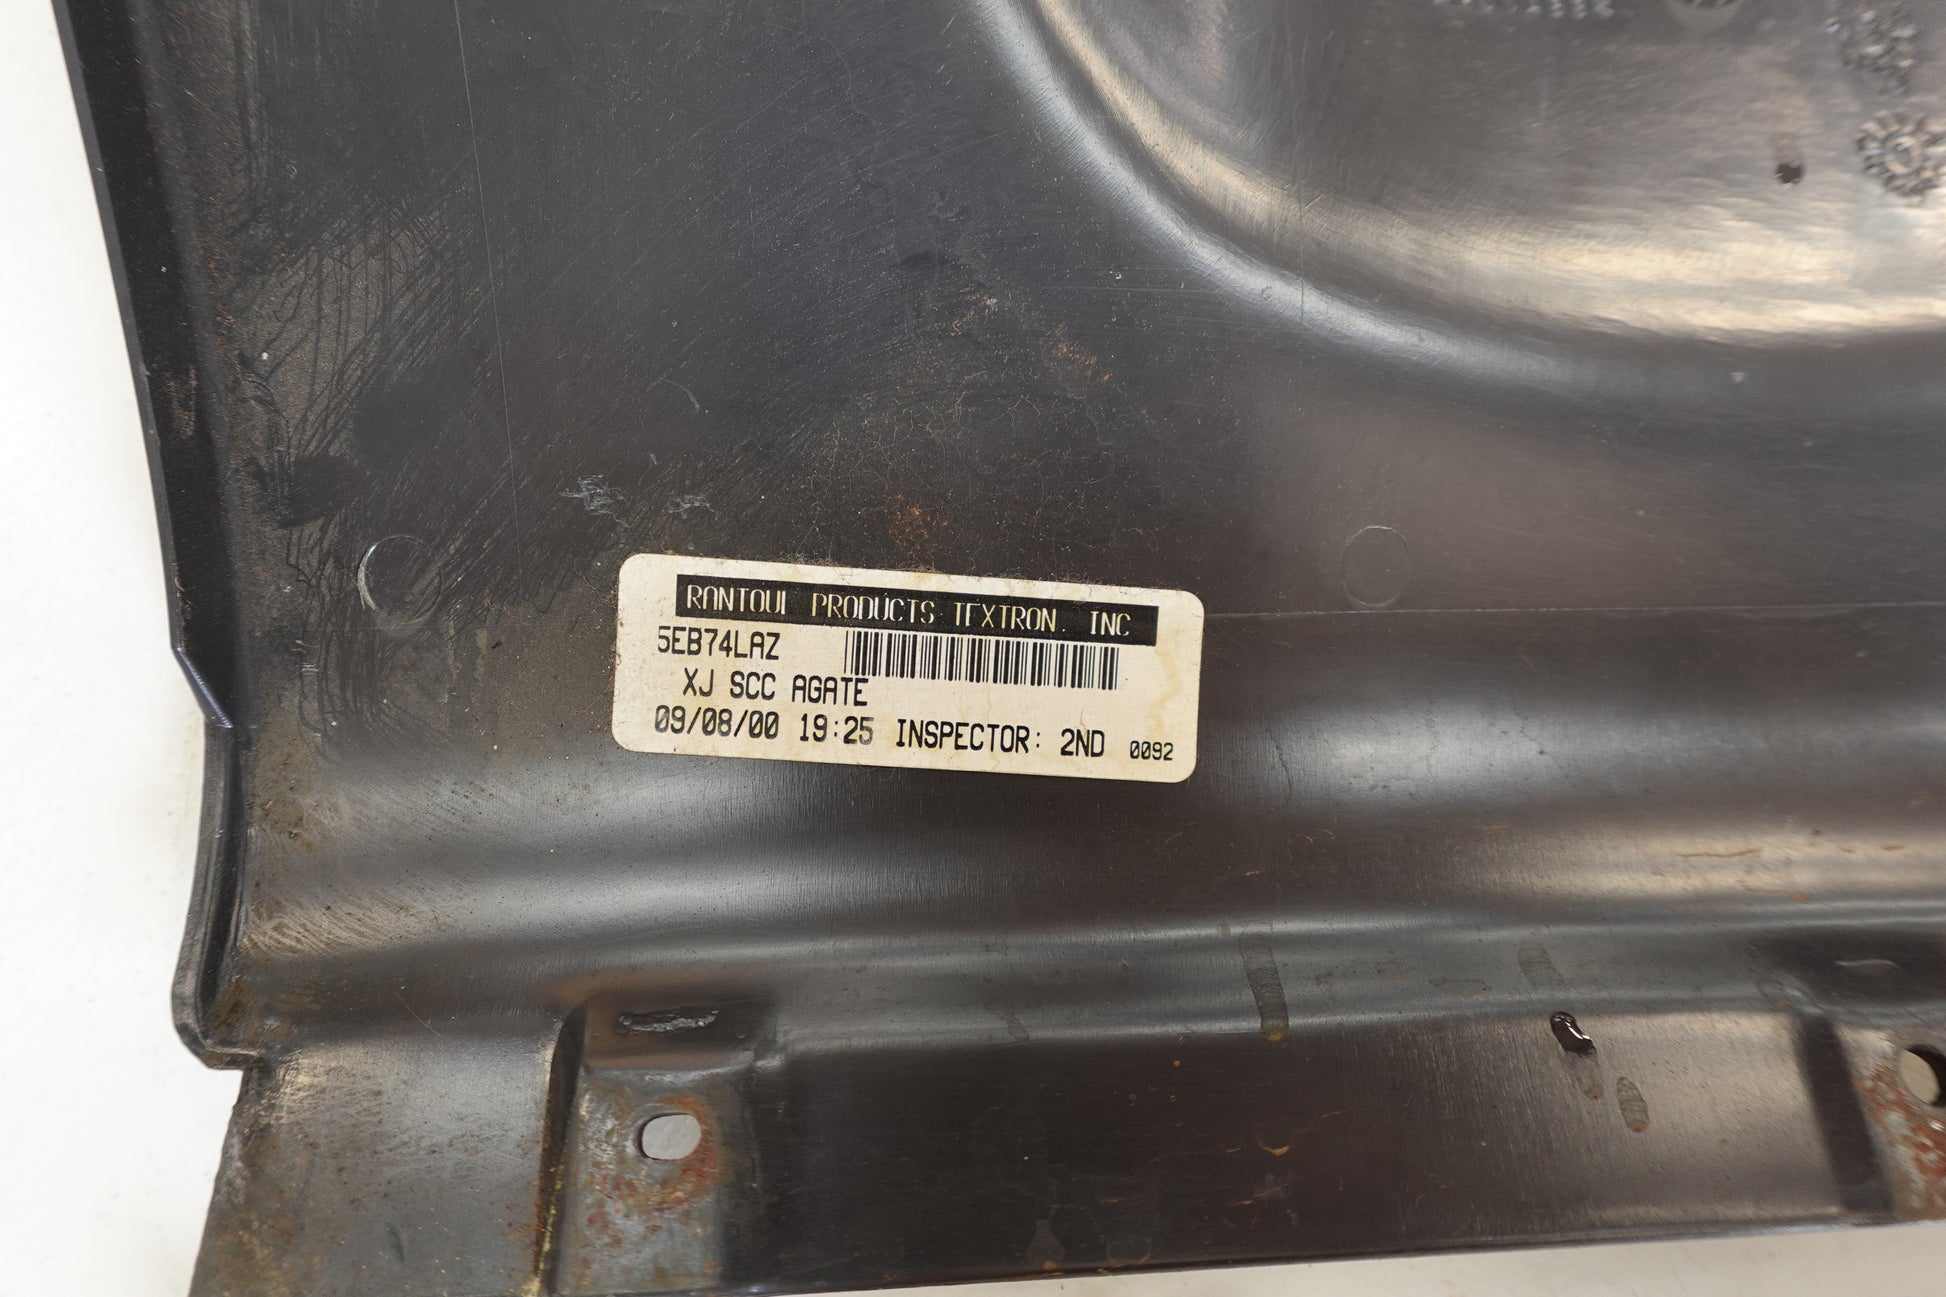 RANTOUL PRODUCTS TEXTRON. INC
5EB74LAZ
XJ SCC AGATE
09/08/00 19:25 INSPECTOR: 2ND 0092